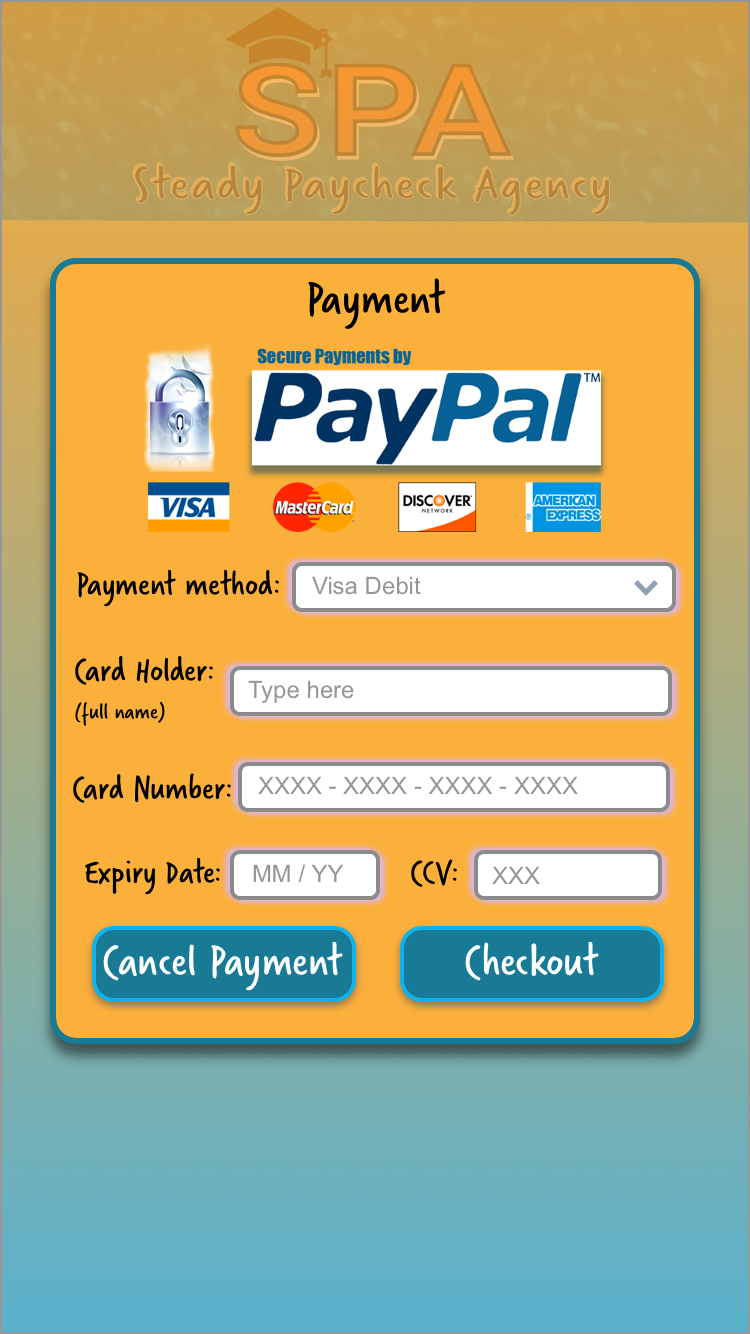 SPA
Steady Paycheck Agency
Payment
Secure Payments by
PayPal™
VISA MasterCard DISCOVER NETWORK AMERICAN EXPRESS®
Payment method: Visa Debit
Card Holder: Type here
(full name)
Card Number: XXXX - XXXX - XXXX - XXXX
Expiry Date: MM / YY CCV: XXX
Cancel Payment Checkout